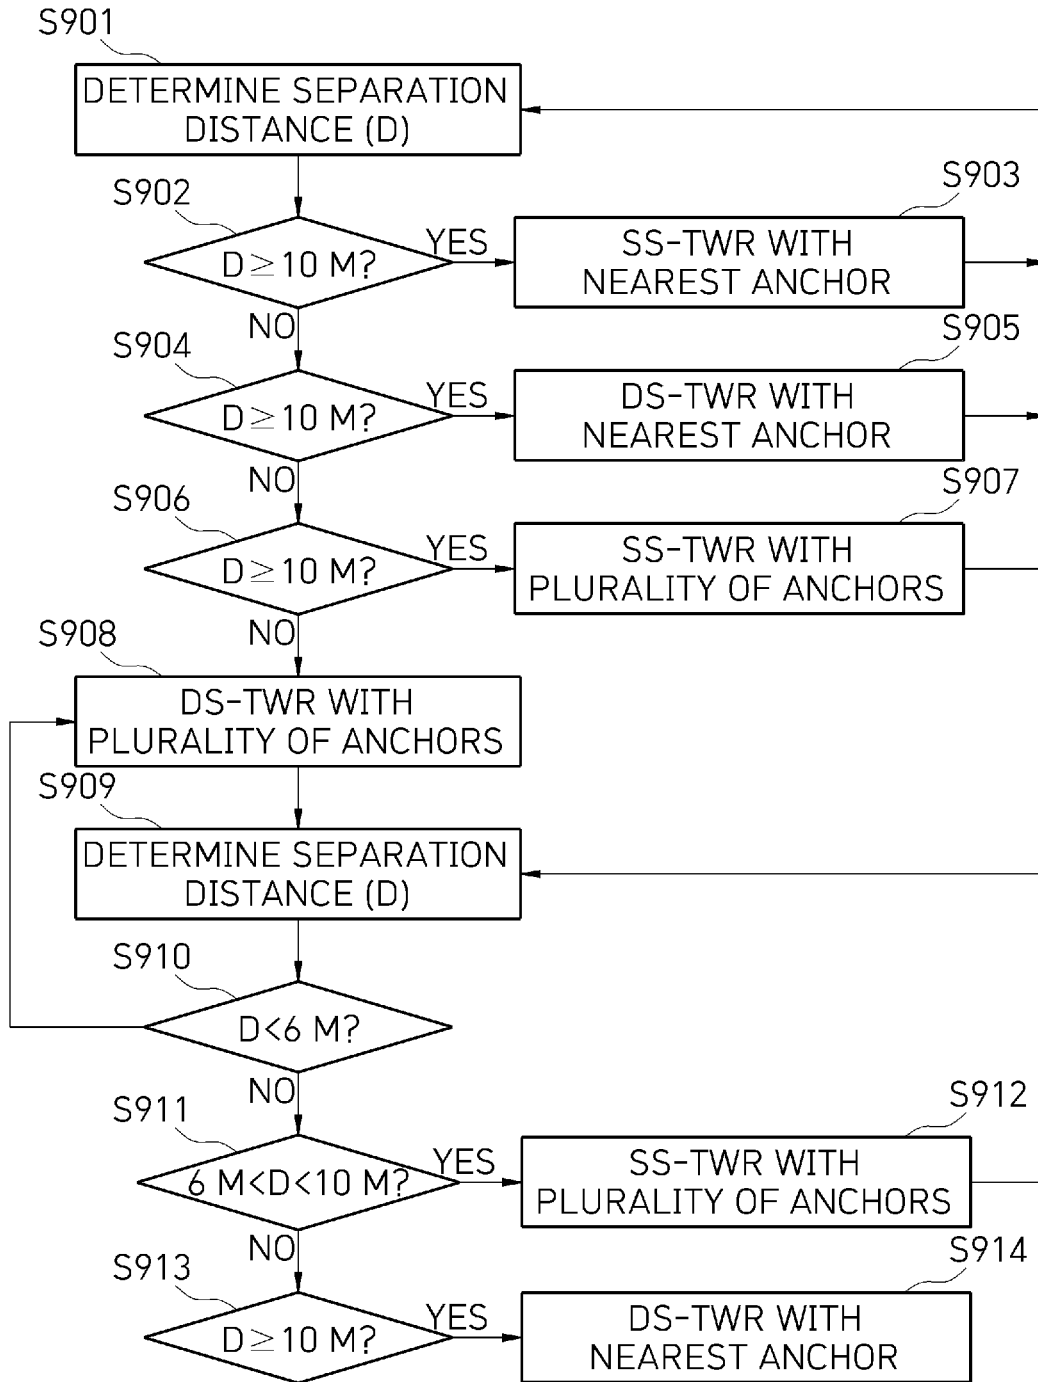 S901
DETERMINE SEPARATION
DISTANCE (D)
S902
D ≥ 10 M?
YES
NO
S903
SS-TWR WITH
NEAREST ANCHOR
S904
D ≥ 10 M?
YES
NO
S905
DS-TWR WITH
NEAREST ANCHOR
S906
D ≥ 10 M?
YES
NO
S907
SS-TWR WITH
PLURALITY OF ANCHORS
S908
DS-TWR WITH
PLURALITY OF ANCHORS
S909
DETERMINE SEPARATION
DISTANCE (D)
S910
D<6 M?
NO
S911
6 M<D<10 M?
YES
NO
S912
SS-TWR WITH
PLURALITY OF ANCHORS
S913
D ≥ 10 M?
YES
S914
DS-TWR WITH
NEAREST ANCHOR